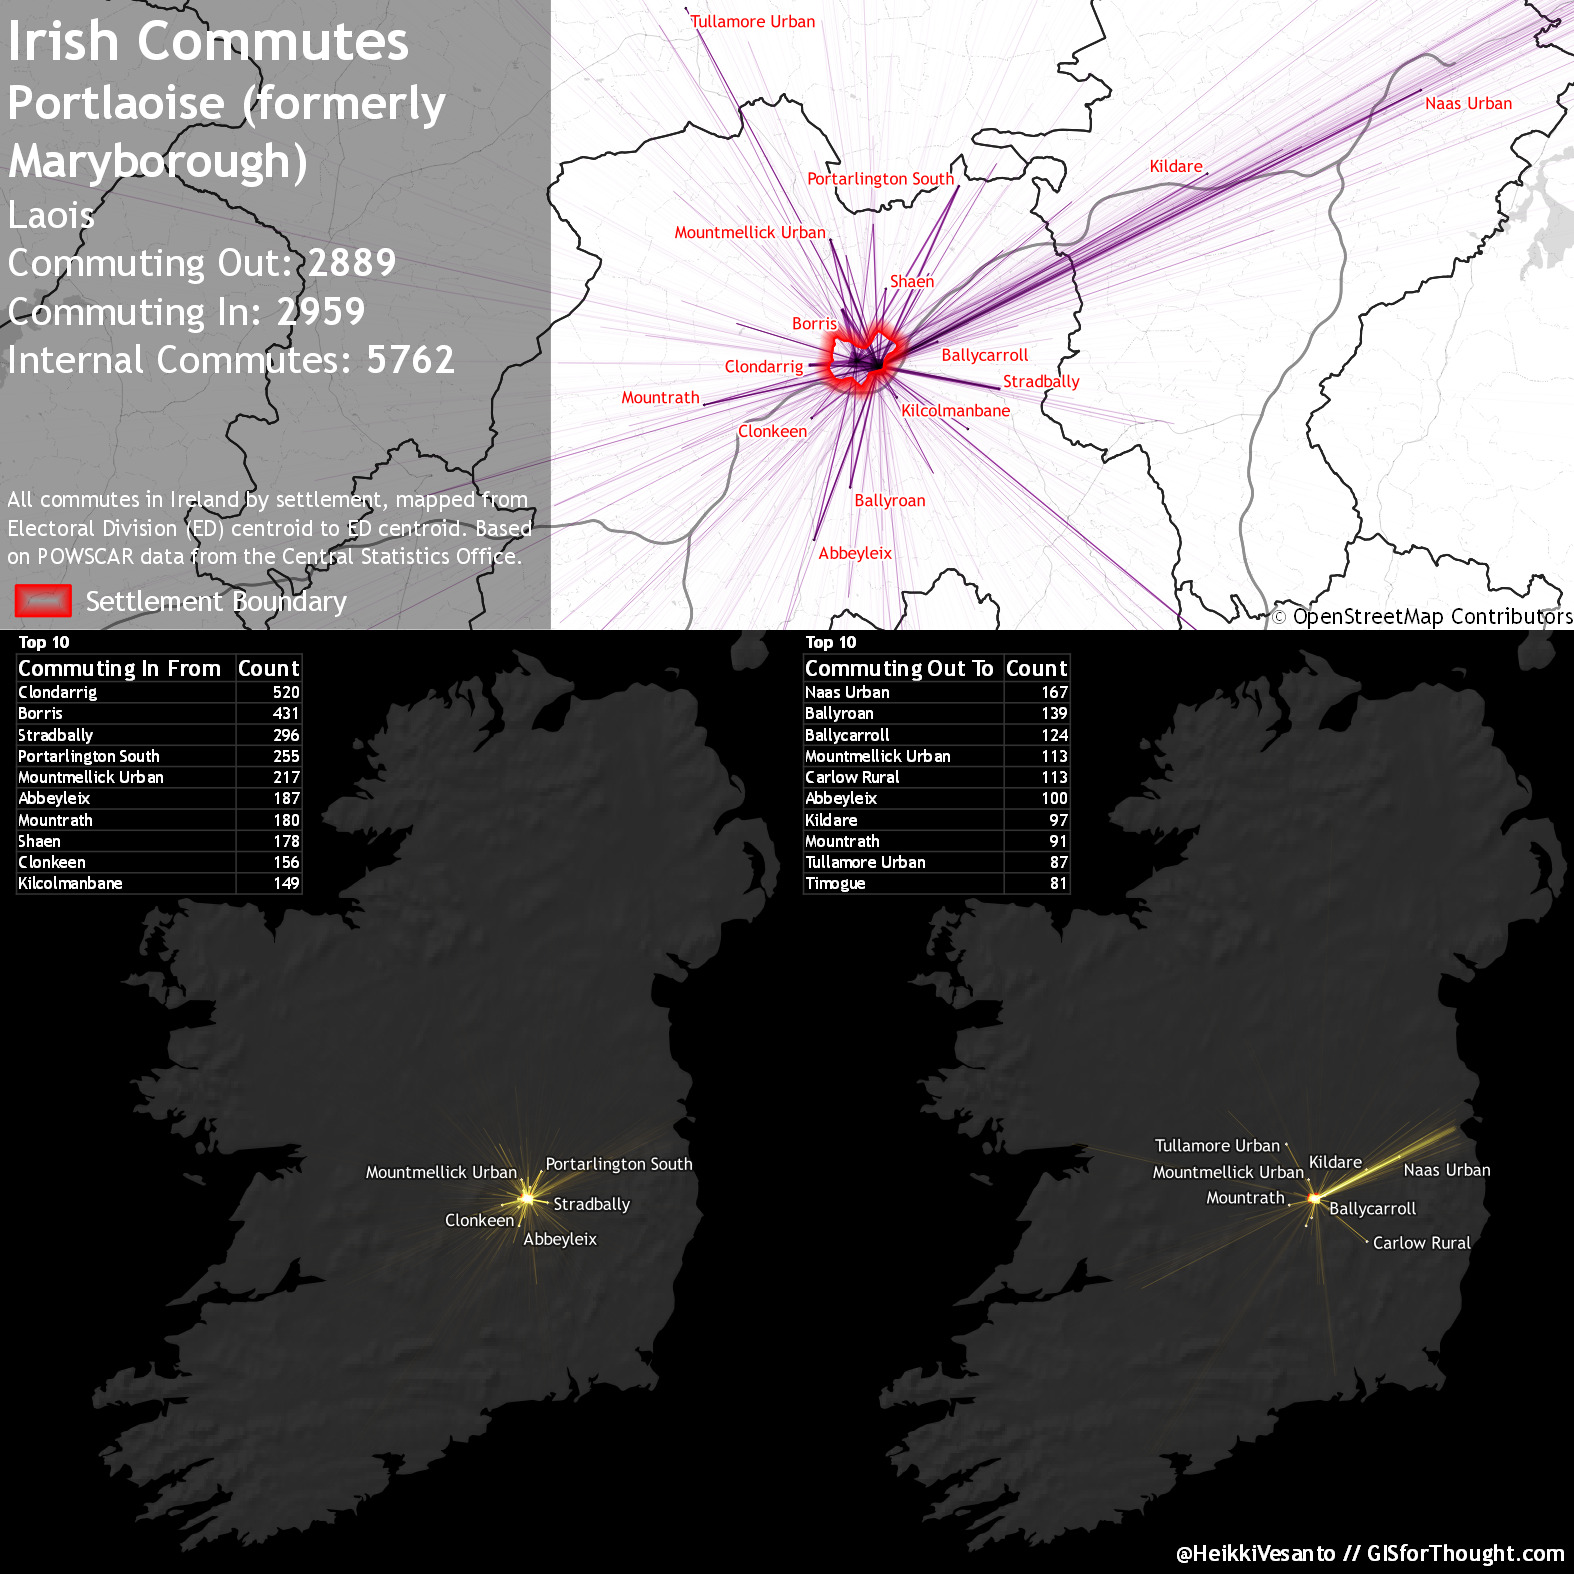 Irish Commutes
Portlaoise (formerly
Maryborough)
Laois
Commuting Out: 2889
Commuting In: 2959
Internal Commutes: 5762
All commutes in Ireland by settlement, mapped from
Electoral Division (ED) centroid to ED centroid. Based
on POWSCAR data from the Central Statistics Office.
Settlement Boundary
Tullamore Urban
Naas Urban
Kildare
Portarlington South
Mountmellick Urban
Shaen
Borris
Ballycarroll
Clondarrig
Stradbally
Mountrath
Kilcolmanbane
Clonkeen
Ballyroan
Abbeyleix
© OpenStreetMap Contributors
Top 10
Commuting In From Count
Clondarrig 520
Borris 431
Stradbally 296
Portarlington South 255
Mountmellick Urban 217
Abbeyleix 187
Mountrath 180
Shaen 178
Clonkeen 156
Kilcolmanbane 149
Mountmellick Urban
Portarlington South
Stradbally
Clonkeen
Abbeyleix
Top 10
Commuting Out To Count
Naas Urban 167
Ballyroan 139
Ballycarroll 124
Mountmellick Urban 113
Carlow Rural 113
Abbeyleix 100
Kildare 97
Mountrath 91
Tullamore Urban 87
Timogue 81
Tullamore Urban
Kildare
Mountmellick Urban
Naas Urban
Mountrath
Ballycarroll
Carlow Rural
@HeikkiVesanto // GISforThought.com